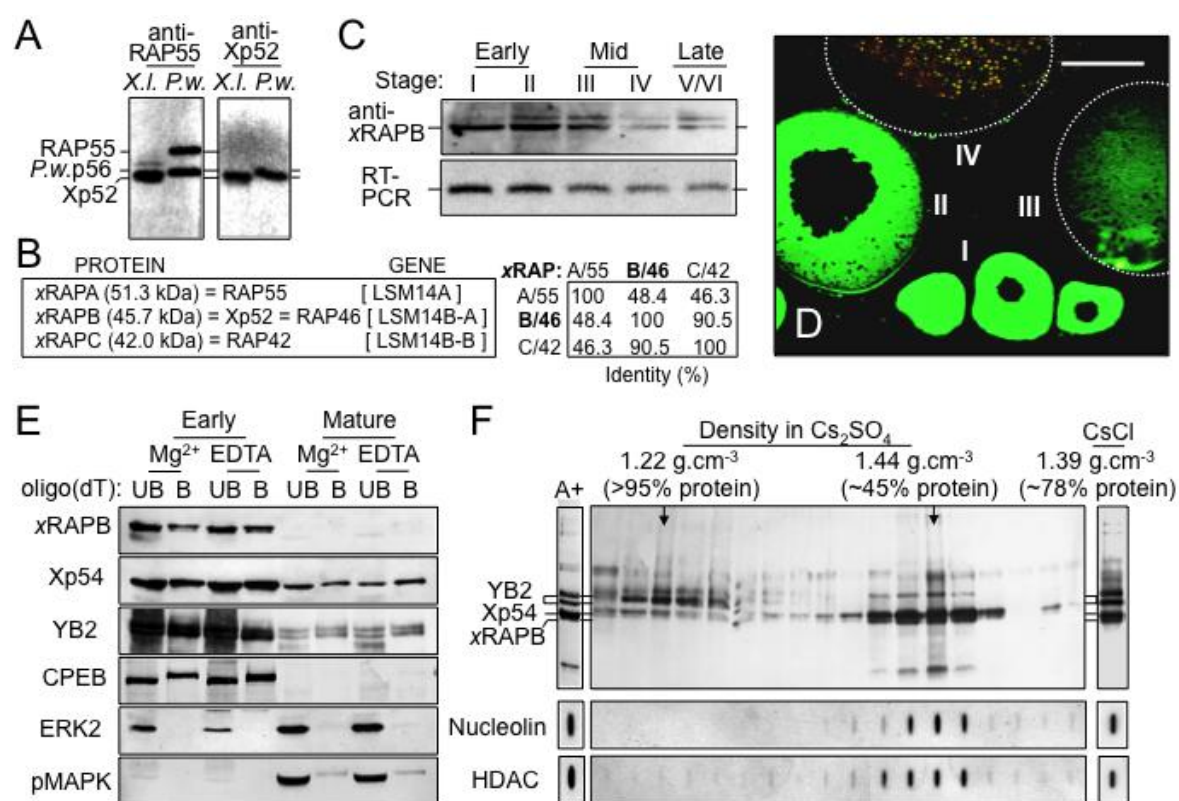 A
anti-
RAP55
anti-
Xp52
X.l. P.w. X.l. P.w.
RAP55
P.w.p56
Xp52
B
PROTEIN GENE
xRAPA (51.3 kDa) = RAP55 [ LSM14A ]
xRAPB (45.7 kDa) = Xp52 = RAP46 [ LSM14B-A ]
xRAPC (42.0 kDa) = RAP42 [ LSM14B-B ]
xRAP: A/55 B/46 C/42
A/55 100 48.4 46.3
B/46 48.4 100 90.5
C/42 46.3 90.5 100
Identity (%)
C
Early Mid Late
Stage: I II III IV V/VI
anti-
xRAPB
RT-
PCR
IV
II III
I
D
E
Early Mature
Mg2+ EDTA Mg2+ EDTA
oligo(dT): UB B UB B UB B UB B
xRAPB
Xp54
YB2
CPEB
ERK2
pMAPK
F
Density in Cs₂SO₄ CsCl
1.22 g.cm-3 1.44 g.cm-3 1.39 g.cm-3
A+ (>95% protein) (~45% protein) (~78% protein)
YB2
Xp54
xRAPB
Nucleolin
HDAC